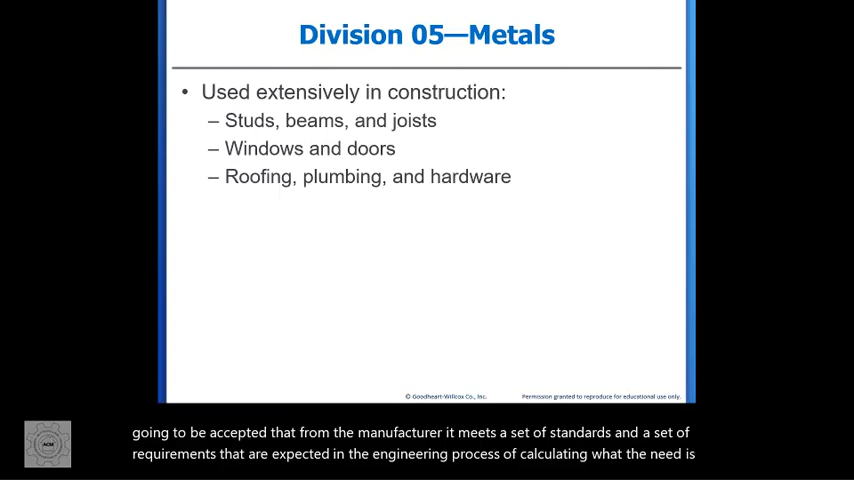 Division 05—Metals
• Used extensively in construction:
– Studs, beams, and joists
– Windows and doors
– Roofing, plumbing, and hardware
© Goodheart-Willcox Co., Inc. Permission granted to reproduce for educational use only.
ACM
going to be accepted that from the manufacturer it meets a set of standards and a set of
requirements that are expected in the engineering process of calculating what the need is